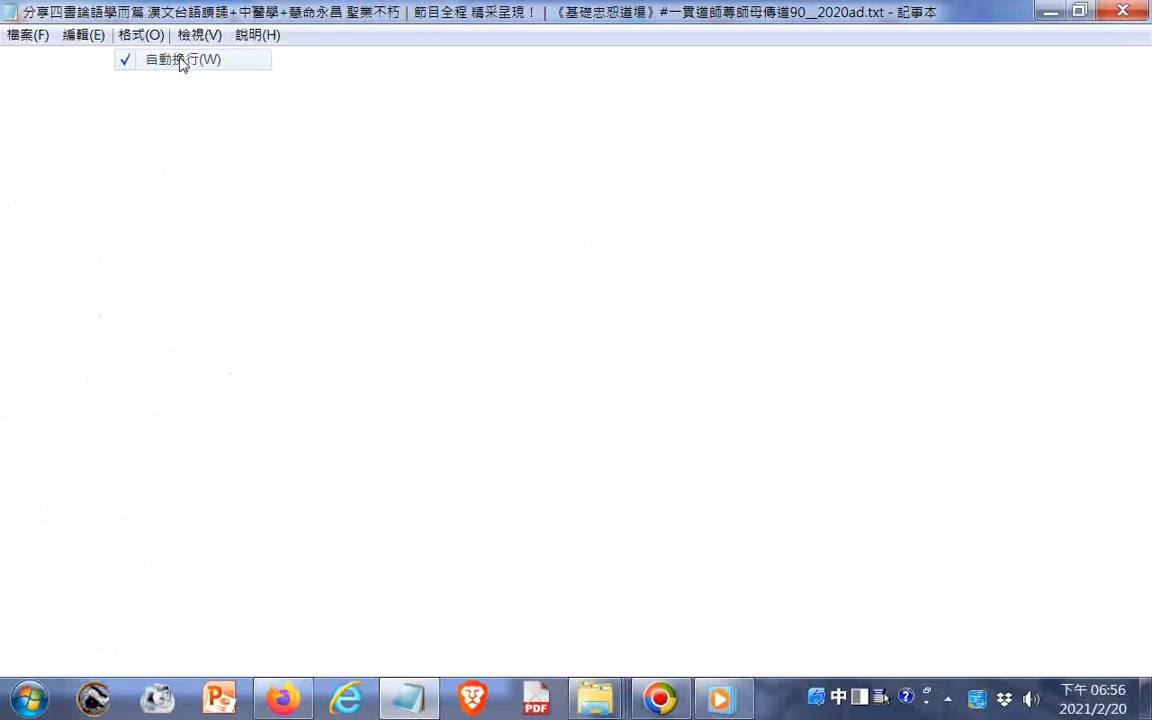 分享四書論語學而篇.漢文台語讀誦+中醫學+慧命永昌 聖業不朽 | 節目全程 精采呈現！ | 《基礎忠恕道場》#一貫道師尊師母傳道90__2020ad.txt - 記事本
檔案(F) 編輯(E) 格式(O) 檢視(V) 說明(H)
自動換行(W)
PDF
中
下午 06:56
2021/2/20